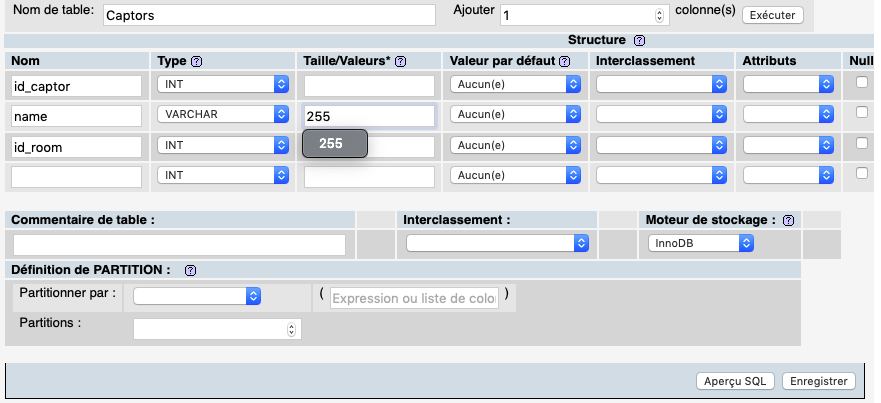 Nom de table: Captors Ajouter 1 colonne(s) Exécuter
Structure
Nom Type Taille/Valeurs* Valeur par défaut Interclassement Attributs Null
id_captor INT Aucun(e)
name VARCHAR 255 Aucun(e)
id_room INT 255 Aucun(e)
INT Aucun(e)
Commentaire de table : Interclassement : Moteur de stockage :
InnoDB
Définition de PARTITION :
Partitionner par : ( Expression ou liste de colo )
Partitions :
Aperçu SQL Enregistrer